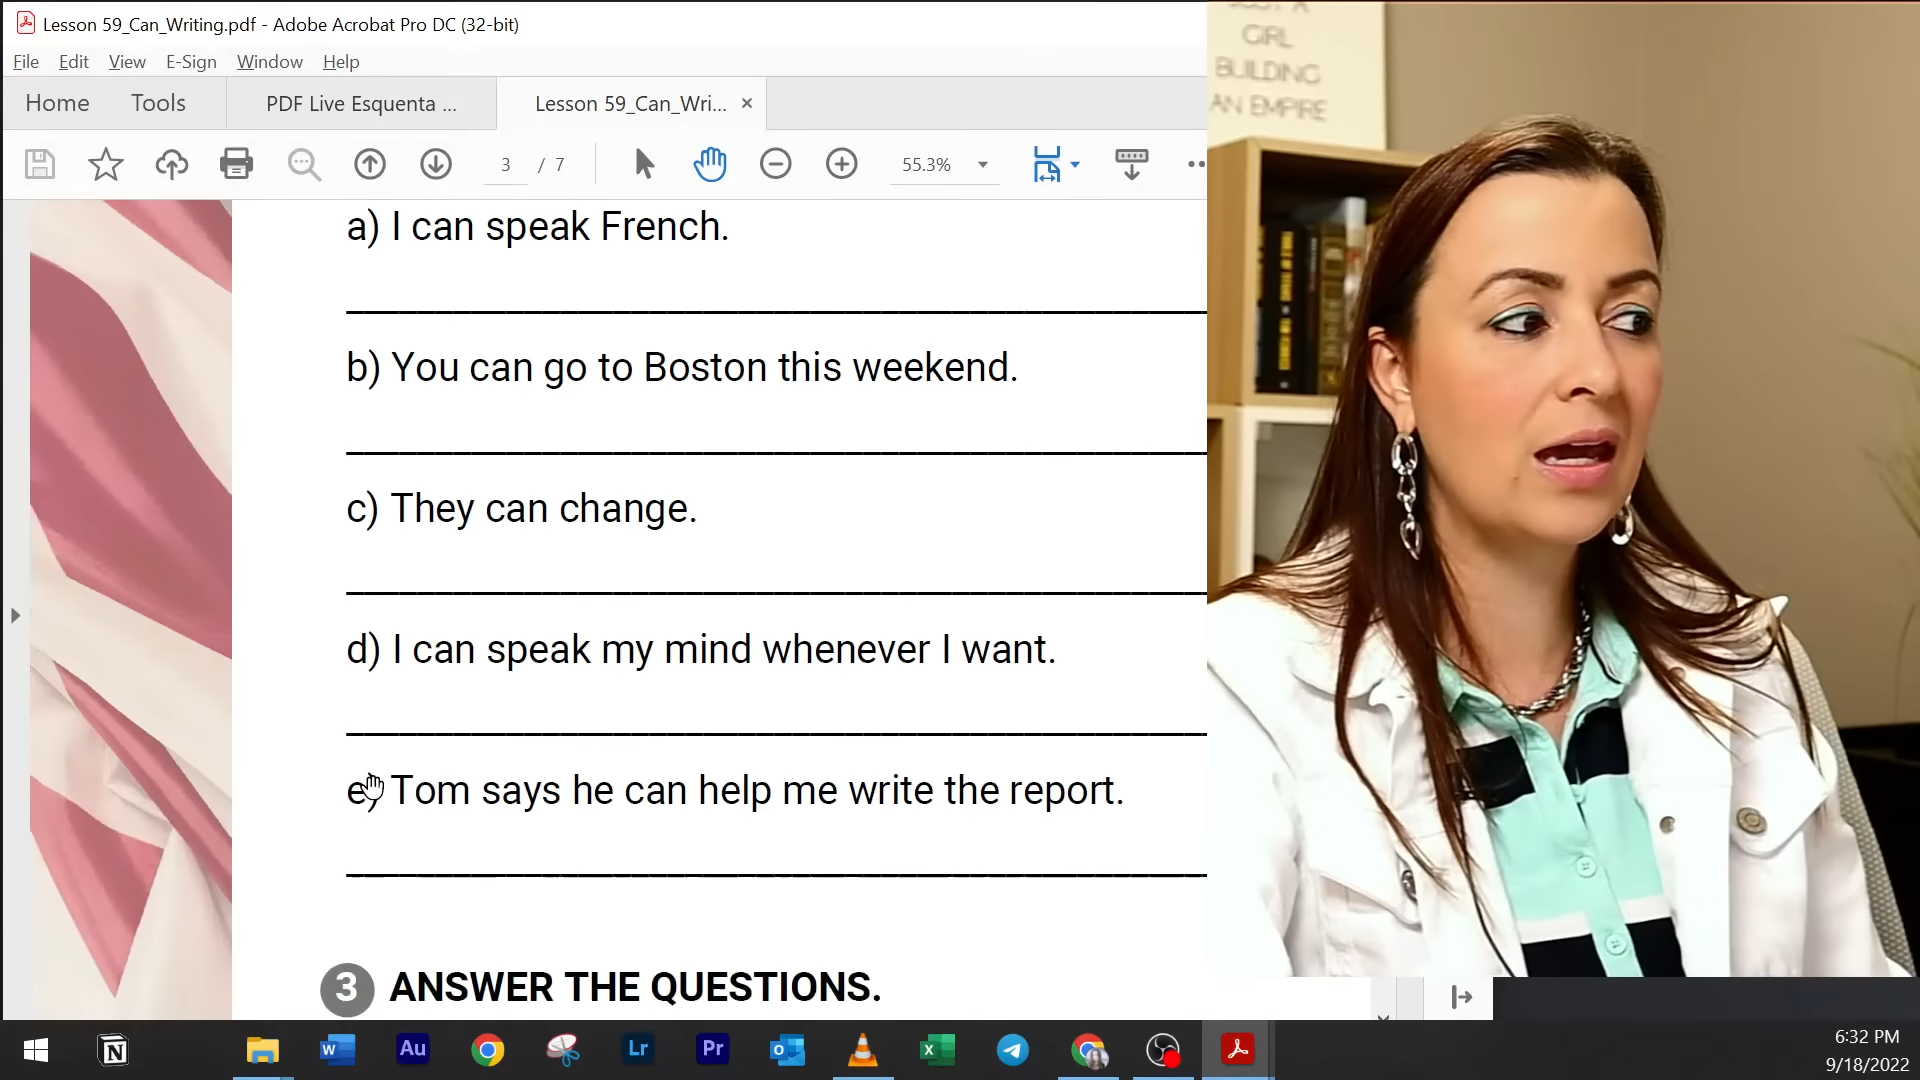 Lesson 59_Can_Writing.pdf - Adobe Acrobat Pro DC (32-bit)
File Edit View E-Sign Window Help
Home Tools PDF Live Esquenta ... Lesson 59_Can_Wri... ×
3 / 7 55.3%
a) I can speak French.
b) You can go to Boston this weekend.
c) They can change.
d) I can speak my mind whenever I want.
e) Tom says he can help me write the report.
3 ANSWER THE QUESTIONS.
GIRL
BUILDING
AN EMPIRE
W Au Lr Pr
6:32 PM
9/18/2022